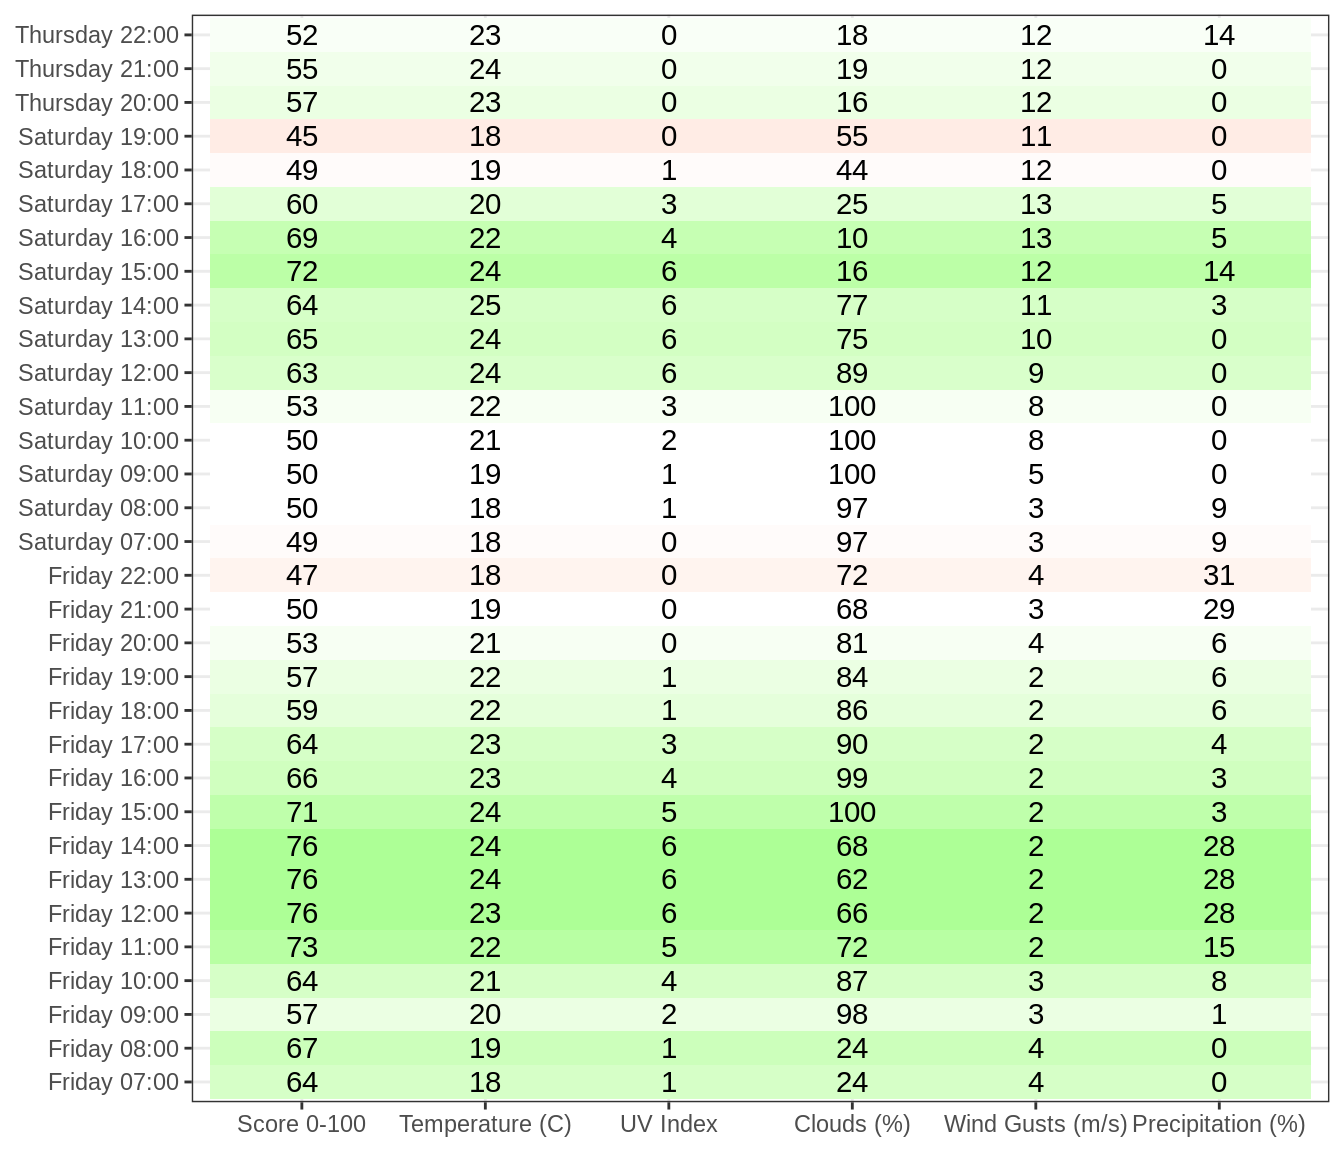 Thursday 22:00 52 23 0 18 12 14
Thursday 21:00 55 24 0 19 12 0
Thursday 20:00 57 23 0 16 12 0
Saturday 19:00 45 18 0 55 11 0
Saturday 18:00 49 19 1 44 12 0
Saturday 17:00 60 20 3 25 13 5
Saturday 16:00 69 22 4 10 13 5
Saturday 15:00 72 24 6 16 12 14
Saturday 14:00 64 25 6 77 11 3
Saturday 13:00 65 24 6 75 10 0
Saturday 12:00 63 24 6 89 9 0
Saturday 11:00 53 22 3 100 8 0
Saturday 10:00 50 21 2 100 8 0
Saturday 09:00 50 19 1 100 5 0
Saturday 08:00 50 18 1 97 3 9
Saturday 07:00 49 18 0 97 3 9
Friday 22:00 47 18 0 72 4 31
Friday 21:00 50 19 0 68 3 29
Friday 20:00 53 21 0 81 4 6
Friday 19:00 57 22 1 84 2 6
Friday 18:00 59 22 1 86 2 6
Friday 17:00 64 23 3 90 2 4
Friday 16:00 66 23 4 99 2 3
Friday 15:00 71 24 5 100 2 3
Friday 14:00 76 24 6 68 2 28
Friday 13:00 76 24 6 62 2 28
Friday 12:00 76 23 6 66 2 28
Friday 11:00 73 22 5 72 2 15
Friday 10:00 64 21 4 87 3 8
Friday 09:00 57 20 2 98 3 1
Friday 08:00 67 19 1 24 4 0
Friday 07:00 64 18 1 24 4 0
Score 0-100 Temperature (C) UV Index Clouds (%) Wind Gusts (m/s) Precipitation (%)